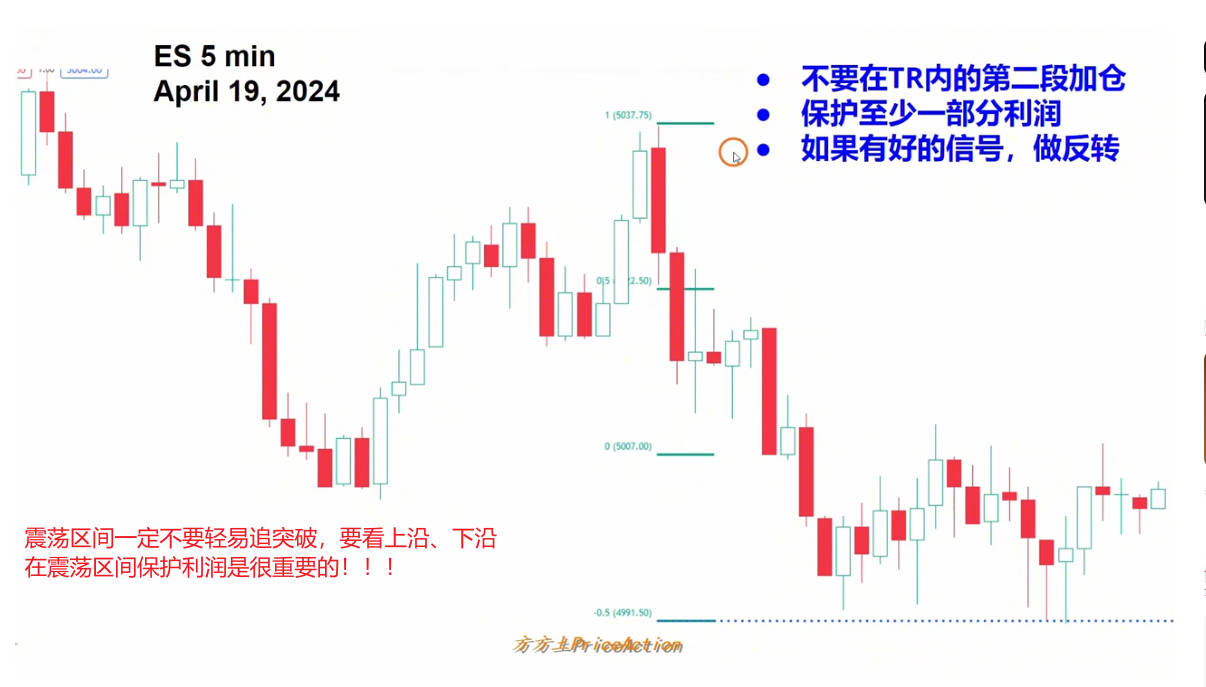 ES 5 min
April 19, 2024
1.00
5004.00
● 不要在TR内的第二段加仓
● 保护至少一部分利润
● 如果有好的信号，做反转
1 (5037.75)
0 (5007.00)
-0.5 (4991.50)
震荡区间一定不要轻易追突破，要看上沿、下沿
在震荡区间保护利润是很重要的！！！
方方土PriceAction